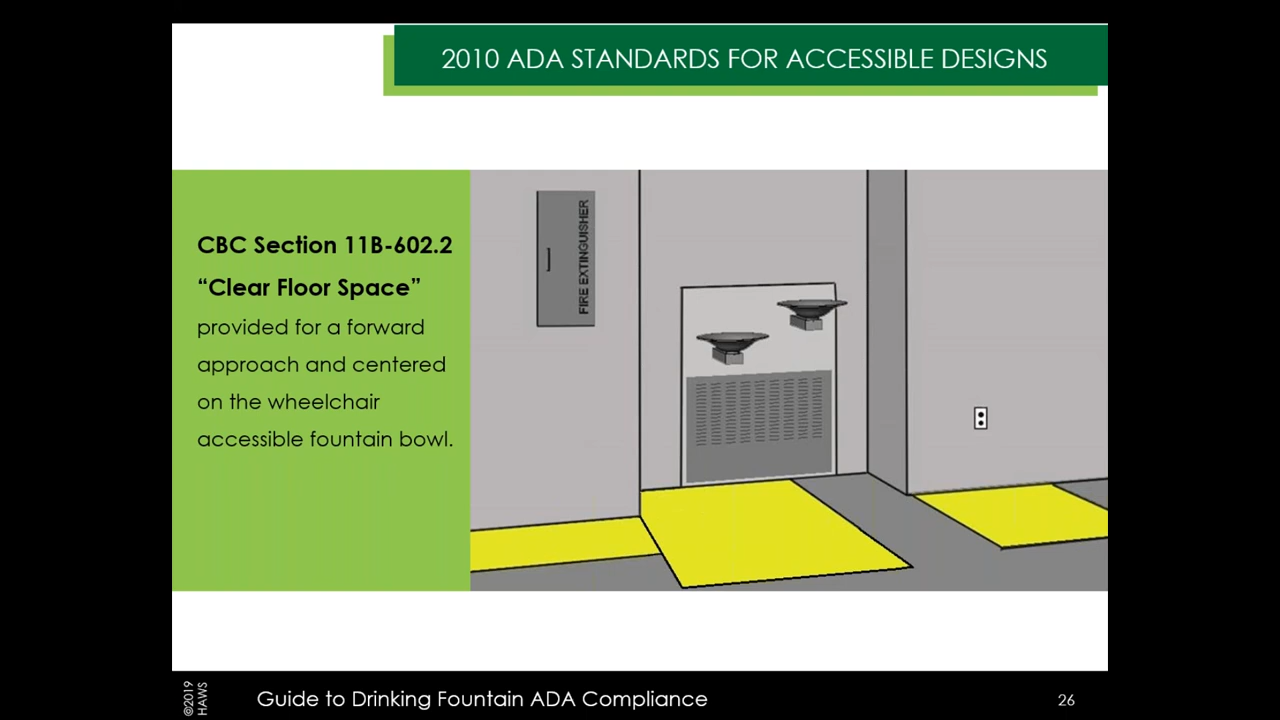 2010 ADA STANDARDS FOR ACCESSIBLE DESIGNS
CBC Section 11B-602.2
“Clear Floor Space”
provided for a forward
approach and centered
on the wheelchair
accessible fountain bowl.
FIRE EXTINGUISHER
©2019
HAWS
Guide to Drinking Fountain ADA Compliance
26